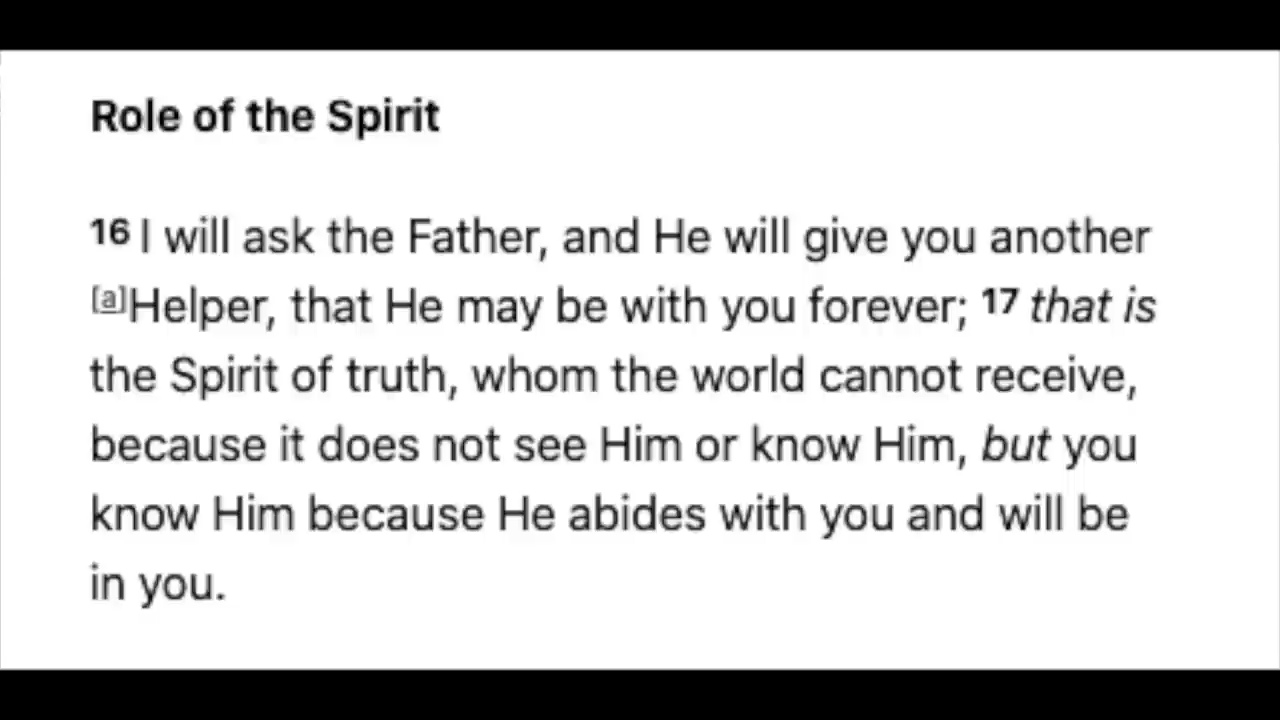 Role of the Spirit
16 I will ask the Father, and He will give you another
[a]Helper, that He may be with you forever; 17 that is
the Spirit of truth, whom the world cannot receive,
because it does not see Him or know Him, but you
know Him because He abides with you and will be
in you.